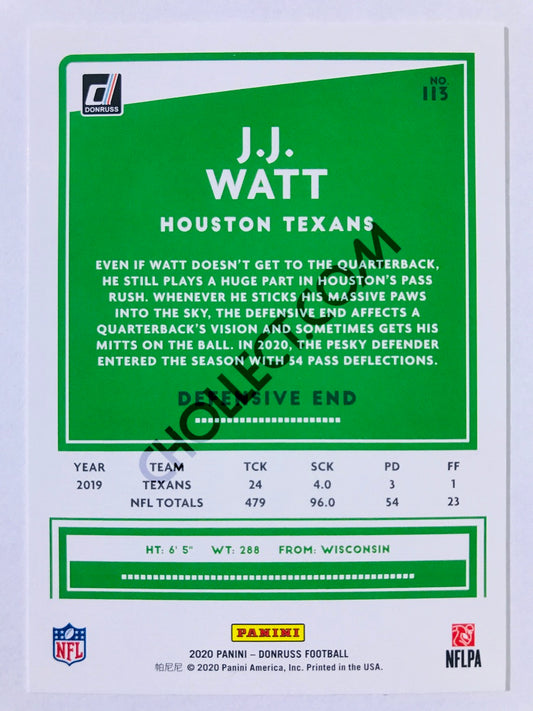 DONRUSS
NO.
113
J.J.
WATT
HOUSTON TEXANS
EVEN IF WATT DOESN'T GET TO THE QUARTERBACK,
HE STILL PLAYS A HUGE PART IN HOUSTON'S PASS
RUSH. WHENEVER HE STICKS HIS MASSIVE PAWS
INTO THE SKY, THE DEFENSIVE END AFFECTS A
QUARTERBACK'S VISION AND SOMETIMES GETS HIS
MITTS ON THE BALL. IN 2020, THE PESKY DEFENDER
ENTERED THE SEASON WITH 54 PASS DEFLECTIONS.
DEFENSIVE END
CHOLLECT.COM
YEAR TEAM TCK SCK PD FF
2019 TEXANS 24 4.0 3 1
NFL TOTALS 479 96.0 54 23
HT: 6' 5" WT: 288 FROM: WISCONSIN
NFL
PANINI
NFLPA
2020 PANINI – DONRUSS FOOTBALL
帕尼尼 © 2020 Panini America, Inc. Printed in the USA.